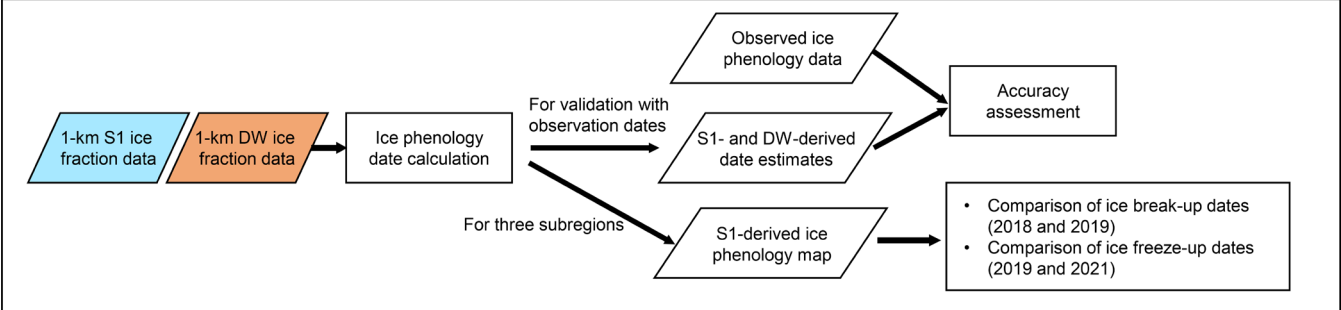 1-km S1 ice
fraction data
1-km DW ice
fraction data
Ice phenology
date calculation
For validation with
observation dates
For three subregions
Observed ice
phenology data
S1- and DW-derived
date estimates
S1-derived ice
phenology map
Accuracy
assessment
• Comparison of ice break-up dates
(2018 and 2019)
• Comparison of ice freeze-up dates
(2019 and 2021)